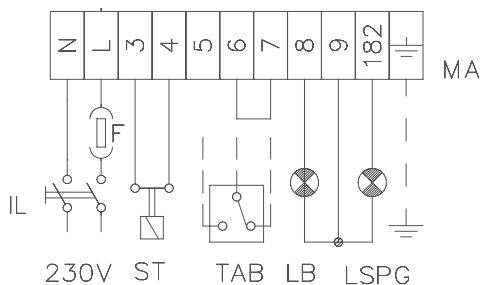 N L 3 4 5 6 7 8 9 182
MA
F
IL
230V ST TAB LB LSPG